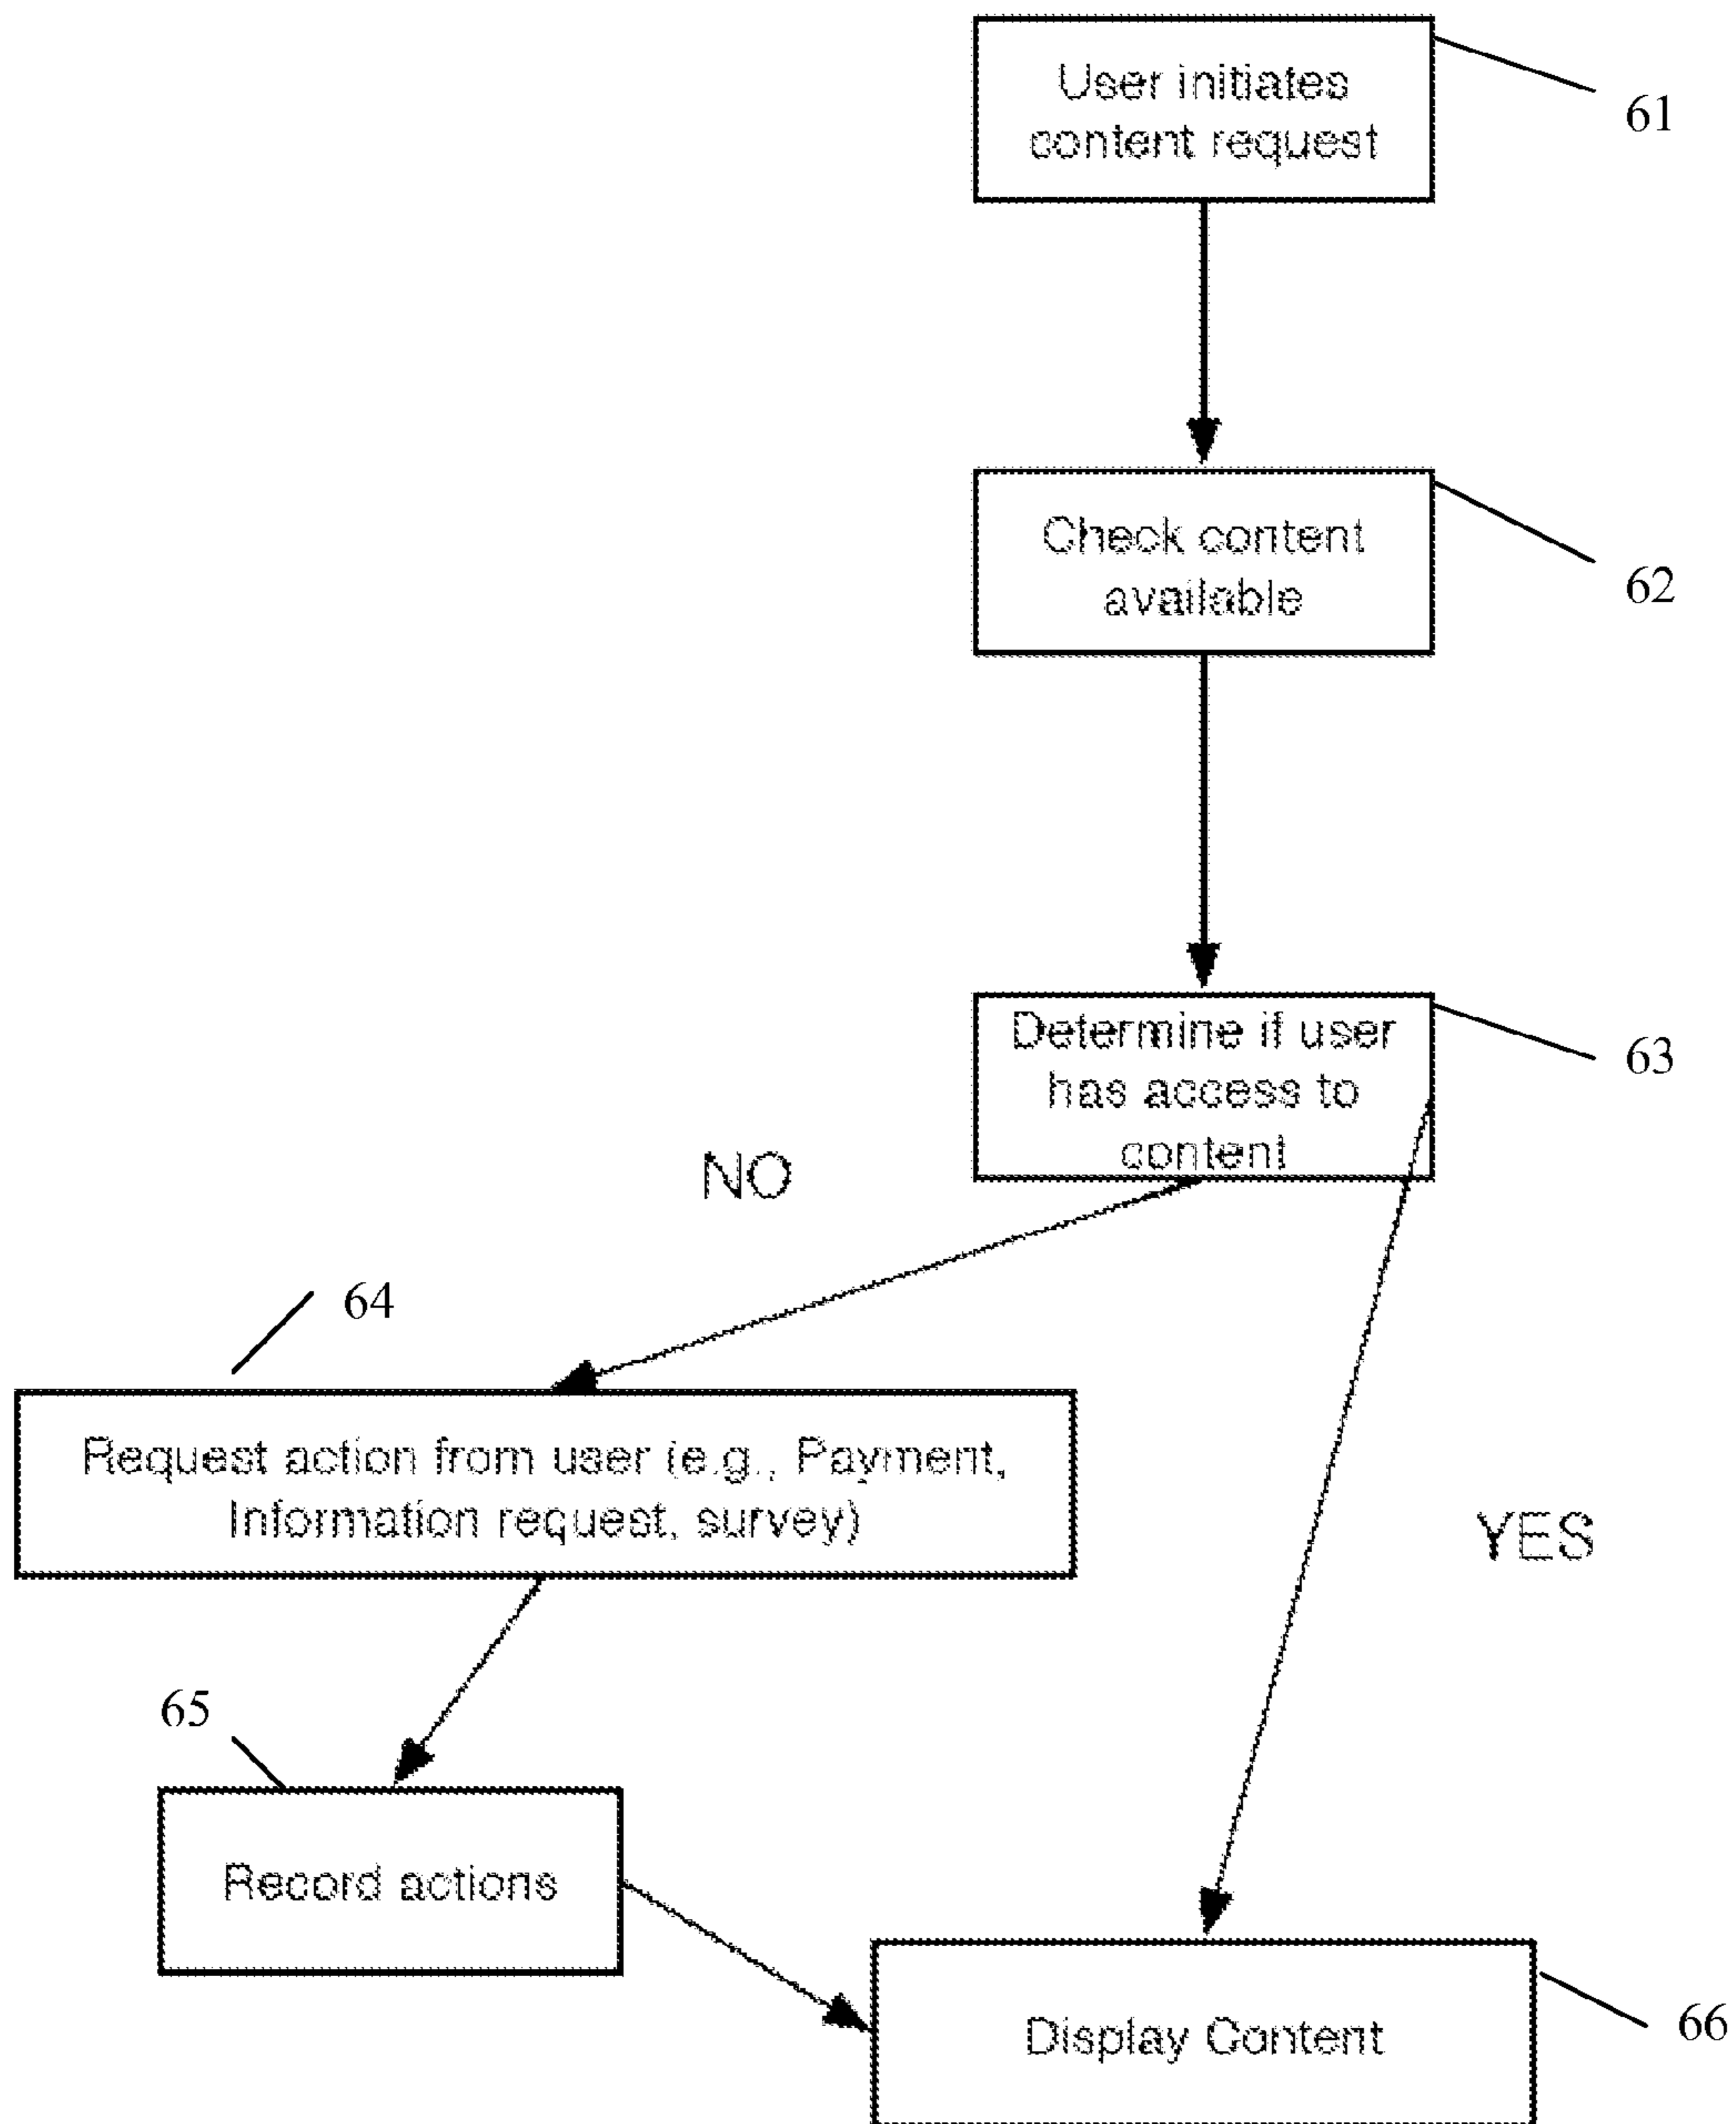 User initiates
content request
61
Check content
available
62
Determine if user
has access to
content
63
NO
64
Request action from user (e.g., Payment,
Information request, survey)
YES
65
Record actions
Display Content
66